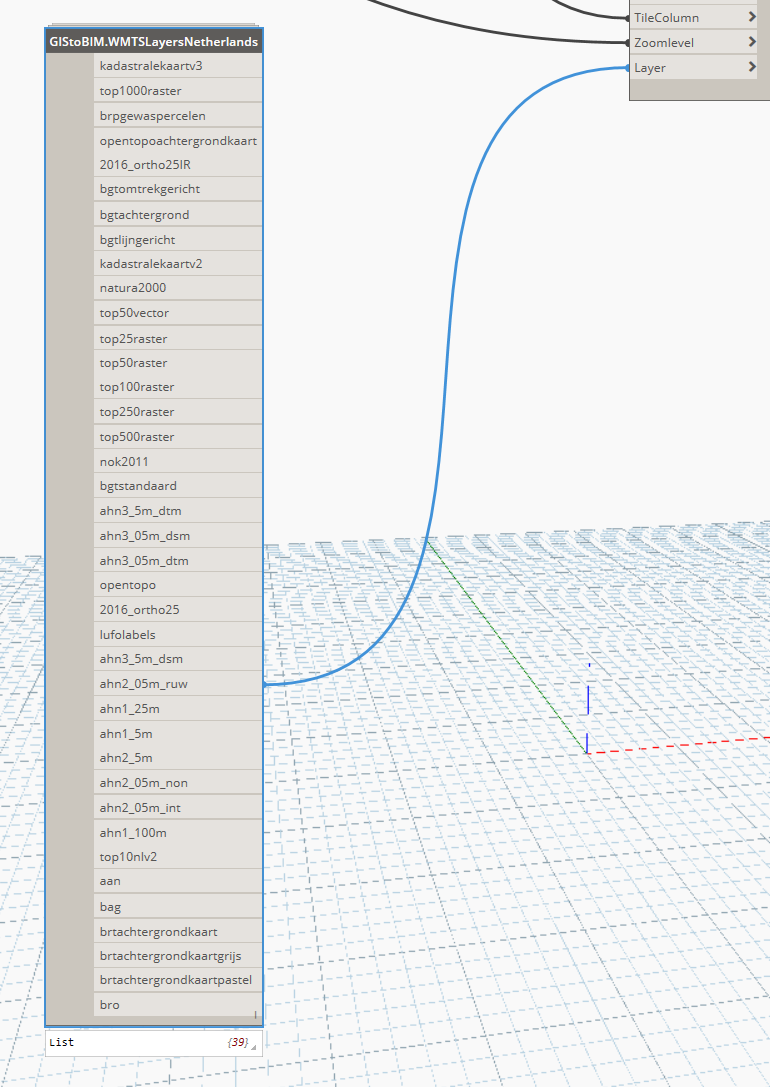 GIStoBIM.WMTSLayersNetherlands
kadastralekaartv3
top1000raster
brpgewaspercelen
opentopoachtergrondkaart
2016_ortho25IR
bgtomtrekgericht
bgtachtergrond
bgtlijngericht
kadastralekaartv2
natura2000
top50vector
top25raster
top50raster
top100raster
top250raster
top500raster
nok2011
bgtstandaard
ahn3_5m_dtm
ahn3_05m_dsm
ahn3_05m_dtm
opentopo
2016_ortho25
lufolabels
ahn3_5m_dsm
ahn2_05m_ruw
ahn1_25m
ahn1_5m
ahn2_5m
ahn2_05m_non
ahn2_05m_int
ahn1_100m
top10nlv2
aan
bag
brtachtergrondkaart
brtachtergrondkaartgrijs
brtachtergrondkaartpastel
bro
l
List {39}
TileColumn >
Zoomlevel >
Layer >